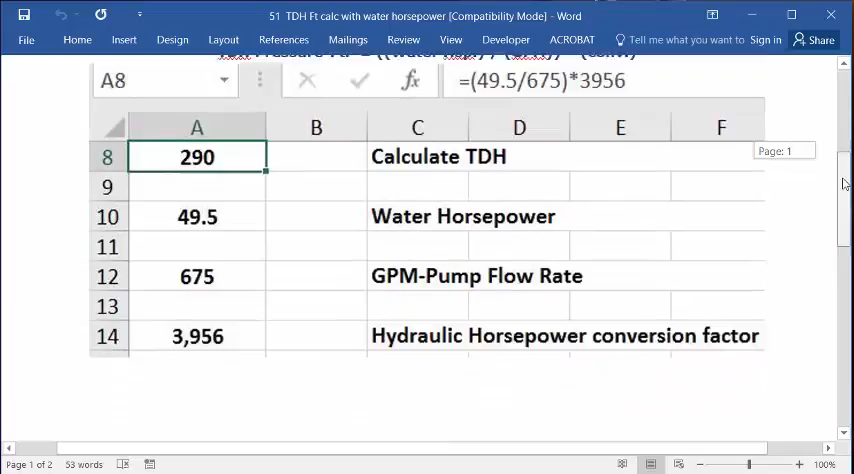 51 TDH Ft calc with water horsepower [Compatibility Mode] - Word
File Home Insert Design Layout References Mailings Review View Developer ACROBAT Tell me what you want to do Sign in Share
A8 fx =(49.5/675)*3956
A B C D E F
8 290 Calculate TDH
Page: 1
9
10 49.5 Water Horsepower
11
12 675 GPM-Pump Flow Rate
13
14 3,956 Hydraulic Horsepower conversion factor
Page 1 of 2 53 words 100%